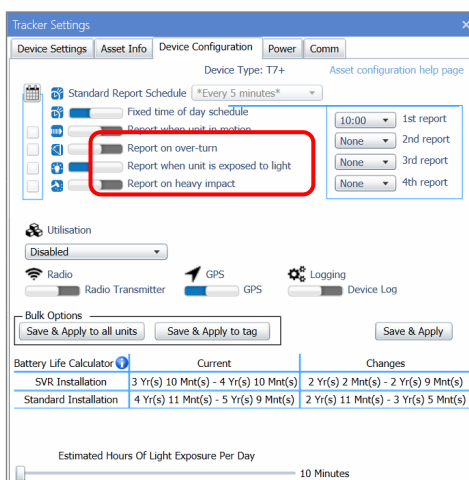 Tracker Settings
Device Settings Asset Info Device Configuration Power Comm
Device Type: T7+ Asset configuration help page
Standard Report Schedule *Every 5 minutes*
Fixed time of day schedule
10:00 1st report
Report when unit in motion
None 2nd report
Report on over-turn
None 3rd report
Report when unit is exposed to light
None 4th report
Report on heavy impact
Utilisation
Disabled
Radio GPS Logging
Radio Transmitter GPS Device Log
Bulk Options
Save & Apply to all units Save & Apply to tag Save & Apply
Battery Life Calculator Current Changes
SVR Installation 3 Yr(s) 10 Mnt(s) - 4 Yr(s) 10 Mnt(s) 2 Yr(s) 2 Mnt(s) - 2 Yr(s) 9 Mnt(s)
Standard Installation 4 Yr(s) 11 Mnt(s) - 5 Yr(s) 9 Mnt(s) 2 Yr(s) 11 Mnt(s) - 3 Yr(s) 5 Mnt(s)
Estimated Hours Of Light Exposure Per Day
10 Minutes